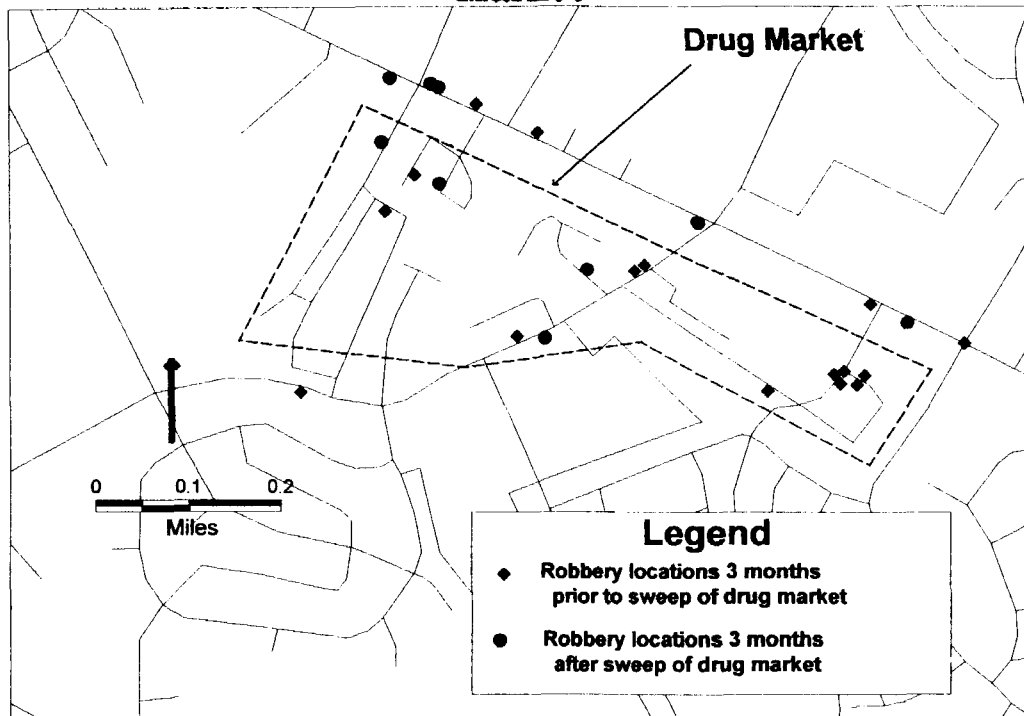 Drug Market
0 0.1 0.2
Miles
Legend
Robbery locations 3 months
prior to sweep of drug market
Robbery locations 3 months
after sweep of drug market